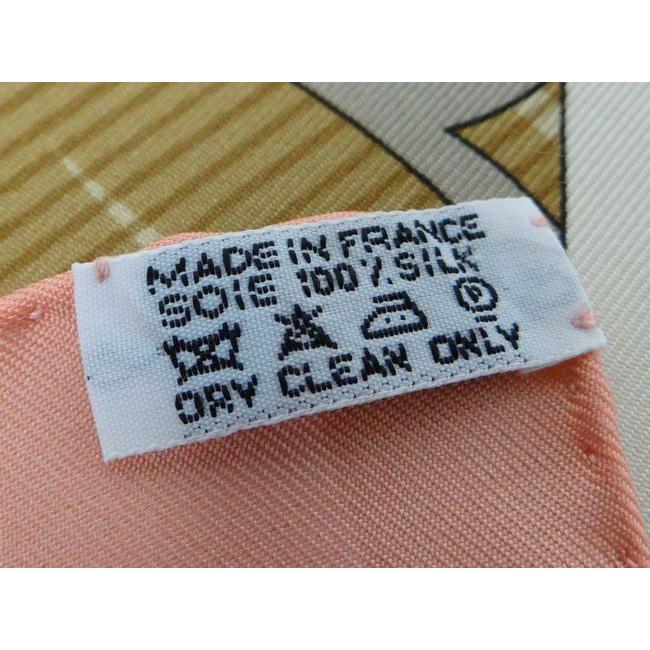 MADE IN FRANCE
SOIE 100% SILK
P
DRY CLEAN ONLY